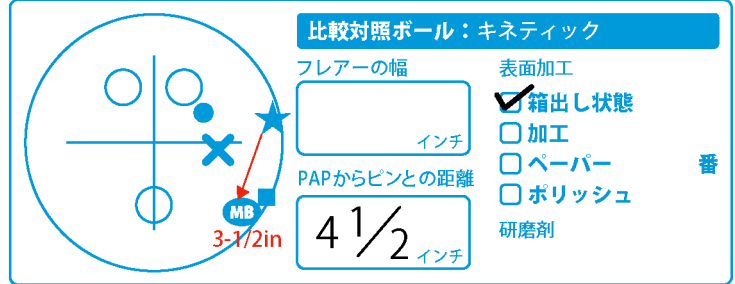 比較対照ボール：キネティック
フレアーの幅
インチ
PAPからピンとの距離
4 1/2 インチ
表面加工
箱出し状態
加工
ペーパー 番
ポリッシュ
研磨剤
MB
3-1/2in